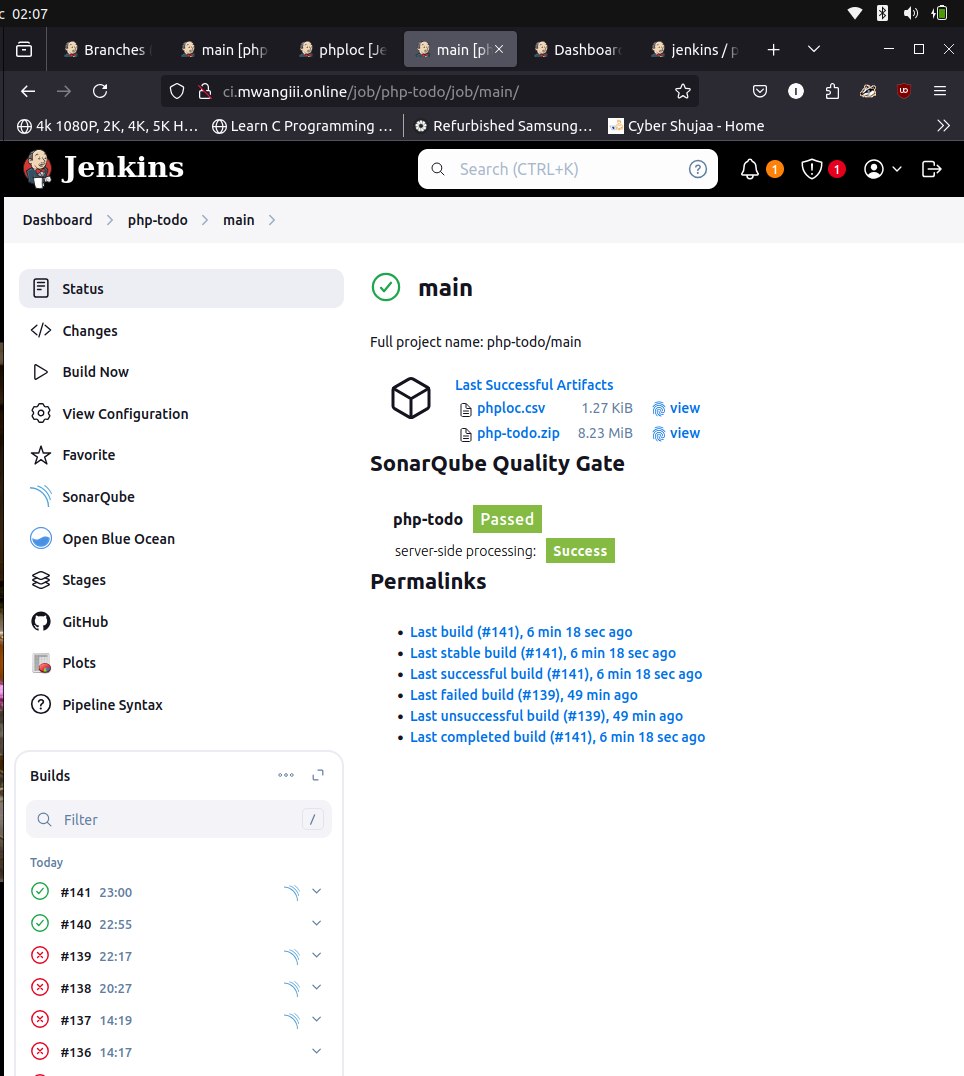 c 02:07
Branches
main [php
phploc [Je
main [ph
Dashboard
jenkins / p
ci.mwangiii.online/job/php-todo/job/main/
4k 1080P, 2K, 4K, 5K H…
Learn C Programming …
Refurbished Samsung…
Cyber Shujaa - Home
Jenkins
Search (CTRL+K)
?
1
1
Dashboard
php-todo
main
Status
Changes
Build Now
View Configuration
Favorite
SonarQube
Open Blue Ocean
Stages
GitHub
Plots
Pipeline Syntax
main
Full project name: php-todo/main
Last Successful Artifacts
phploc.csv 1.27 KiB view
php-todo.zip 8.23 MiB view
SonarQube Quality Gate
php-todo Passed
server-side processing: Success
Permalinks
Last build (#141), 6 min 18 sec ago
Last stable build (#141), 6 min 18 sec ago
Last successful build (#141), 6 min 18 sec ago
Last failed build (#139), 49 min ago
Last unsuccessful build (#139), 49 min ago
Last completed build (#141), 6 min 18 sec ago
Builds
Filter /
Today
#141 23:00
#140 22:55
#139 22:17
#138 20:27
#137 14:19
#136 14:17